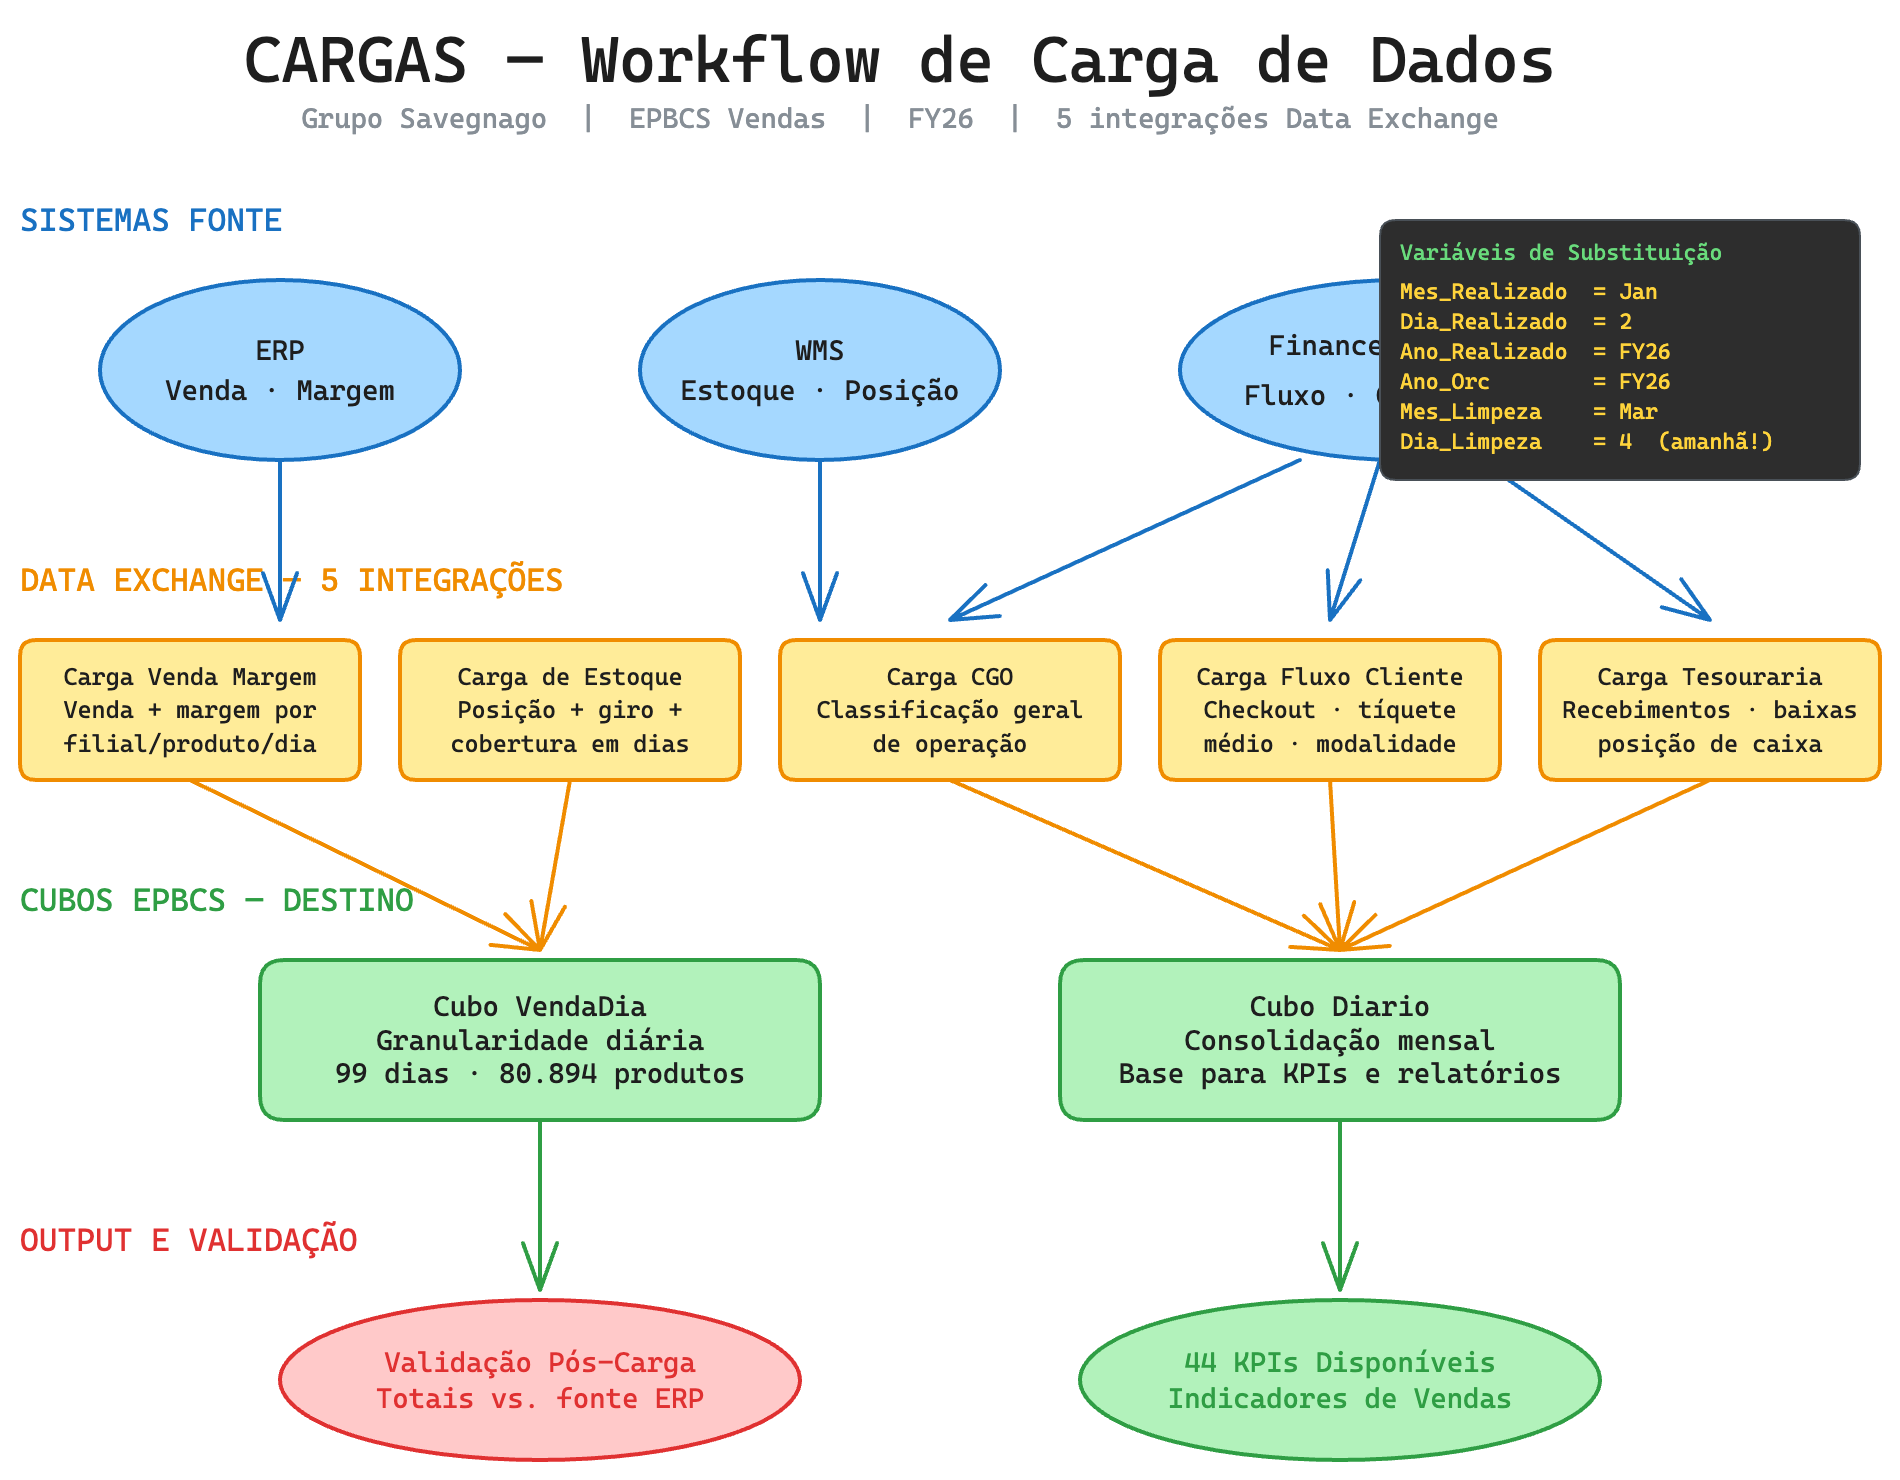 CARGAS — Workflow de Carga de Dados
Grupo Savegnago | EPBCS Vendas | FY26 | 5 integrações Data Exchange
SISTEMAS FONTE
ERP
Venda · Margem
WMS
Estoque · Posição
Finance
Fluxo ·
Variáveis de Substituição
Mes_Realizado = Jan
Dia_Realizado = 2
Ano_Realizado = FY26
Ano_Orc = FY26
Mes_Limpeza = Mar
Dia_Limpeza = 4 (amanhã!)
DATA EXCHANGE — 5 INTEGRAÇÕES
Carga Venda Margem
Venda + margem por
filial/produto/dia
Carga de Estoque
Posição + giro +
cobertura em dias
Carga CGO
Classificação geral
de operação
Carga Fluxo Cliente
Checkout · tíquete
médio · modalidade
Carga Tesouraria
Recebimentos · baixas
posição de caixa
CUBOS EPBCS — DESTINO
Cubo VendaDia
Granularidade diária
99 dias · 80.894 produtos
Cubo Diario
Consolidação mensal
Base para KPIs e relatórios
OUTPUT E VALIDAÇÃO
Validação Pós-Carga
Totais vs. fonte ERP
44 KPIs Disponíveis
Indicadores de Vendas